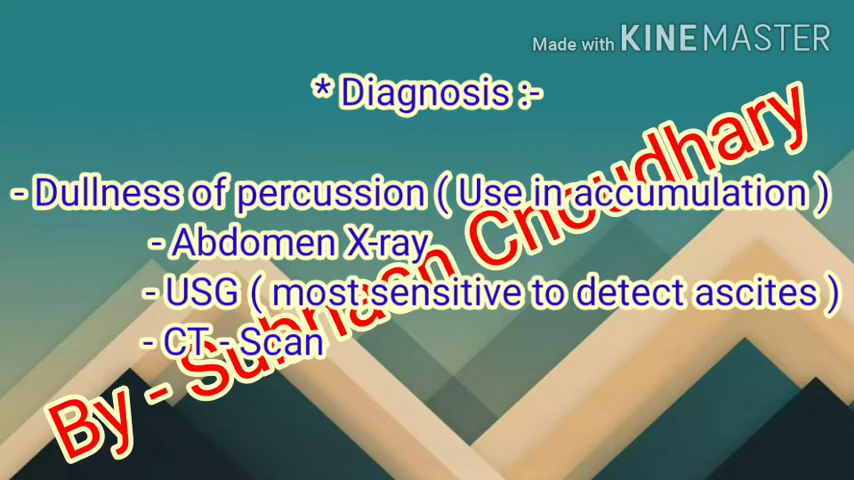 Made with KINEMASTER
* Diagnosis :-
- Dullness of percussion ( Use in accumulation )
- Abdomen X-ray
- USG ( most sensitive to detect ascites )
- CT - Scan
By - Subhash Choudhary